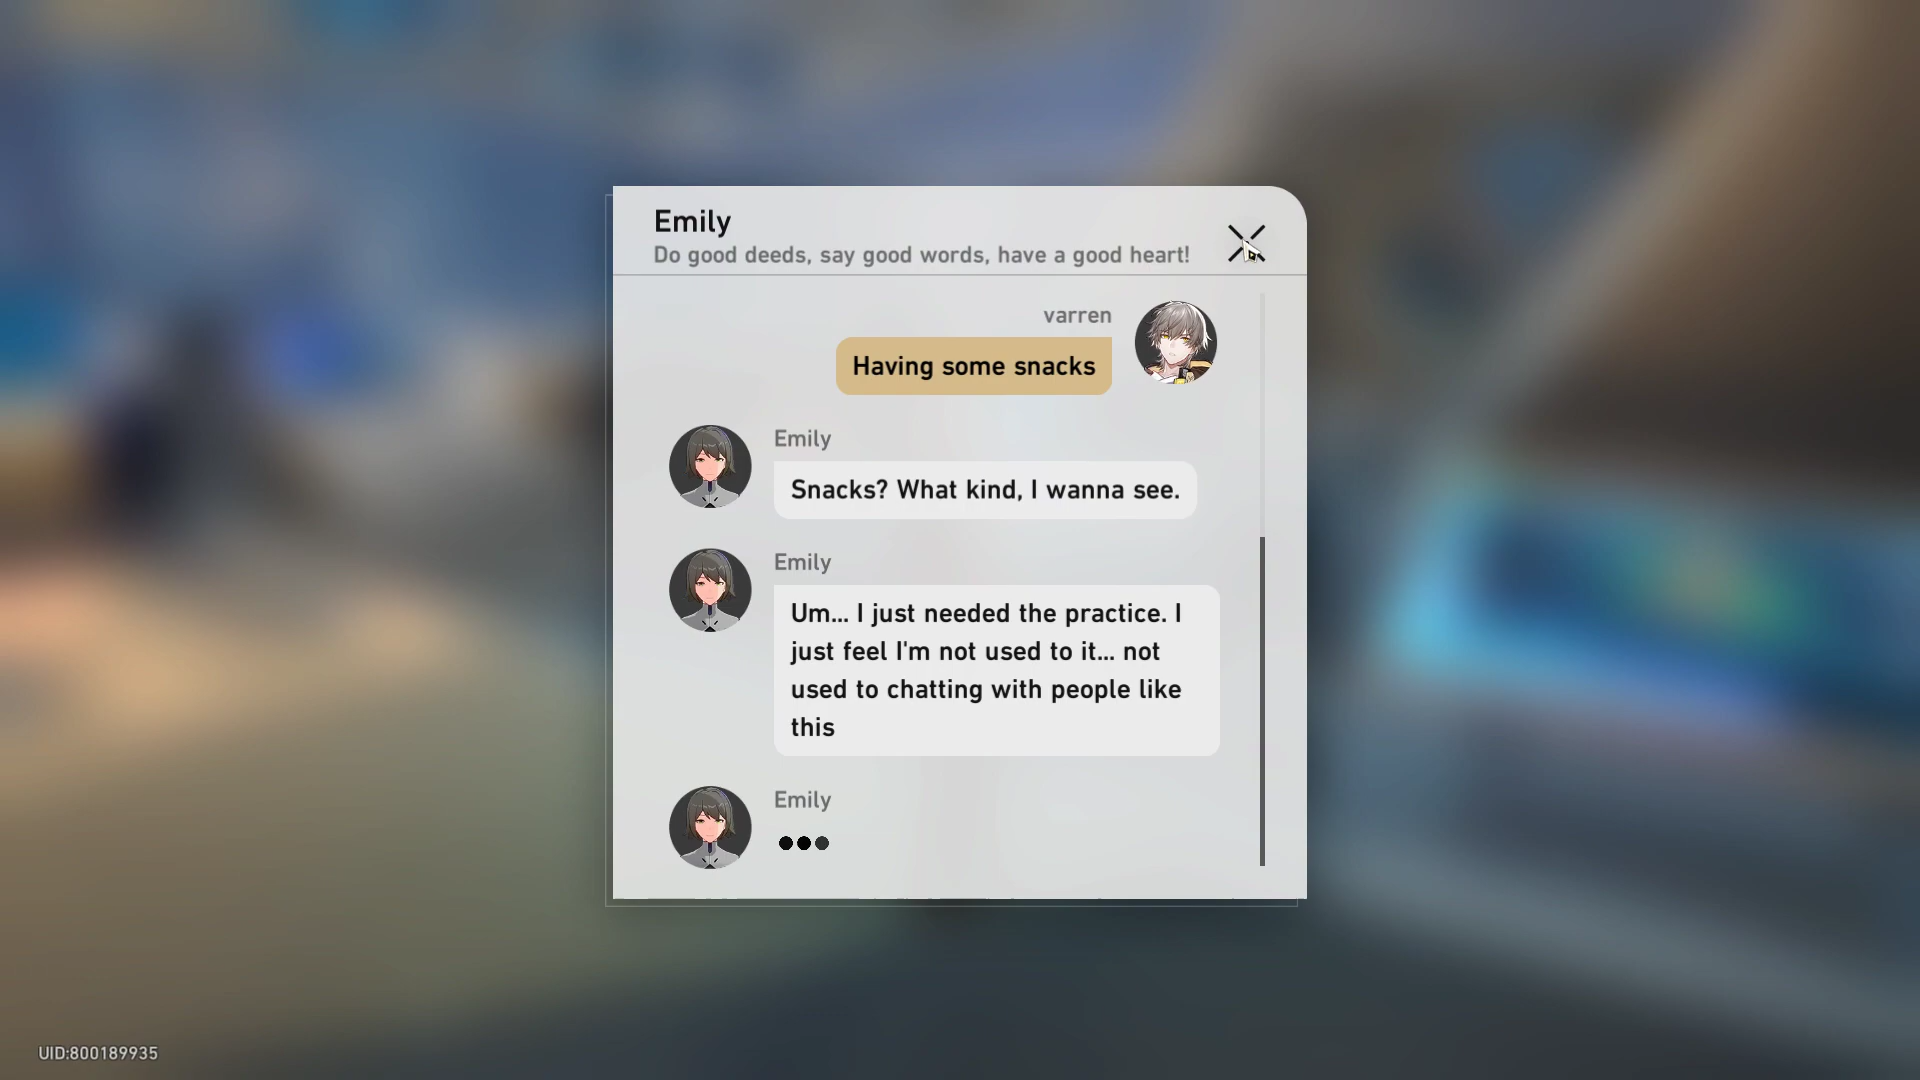 Emily
Do good deeds, say good words, have a good heart!
varren
Having some snacks
Emily
Snacks? What kind, I wanna see.
Emily
Um... I just needed the practice. I
just feel I'm not used to it... not
used to chatting with people like
this
Emily
UID:800189935